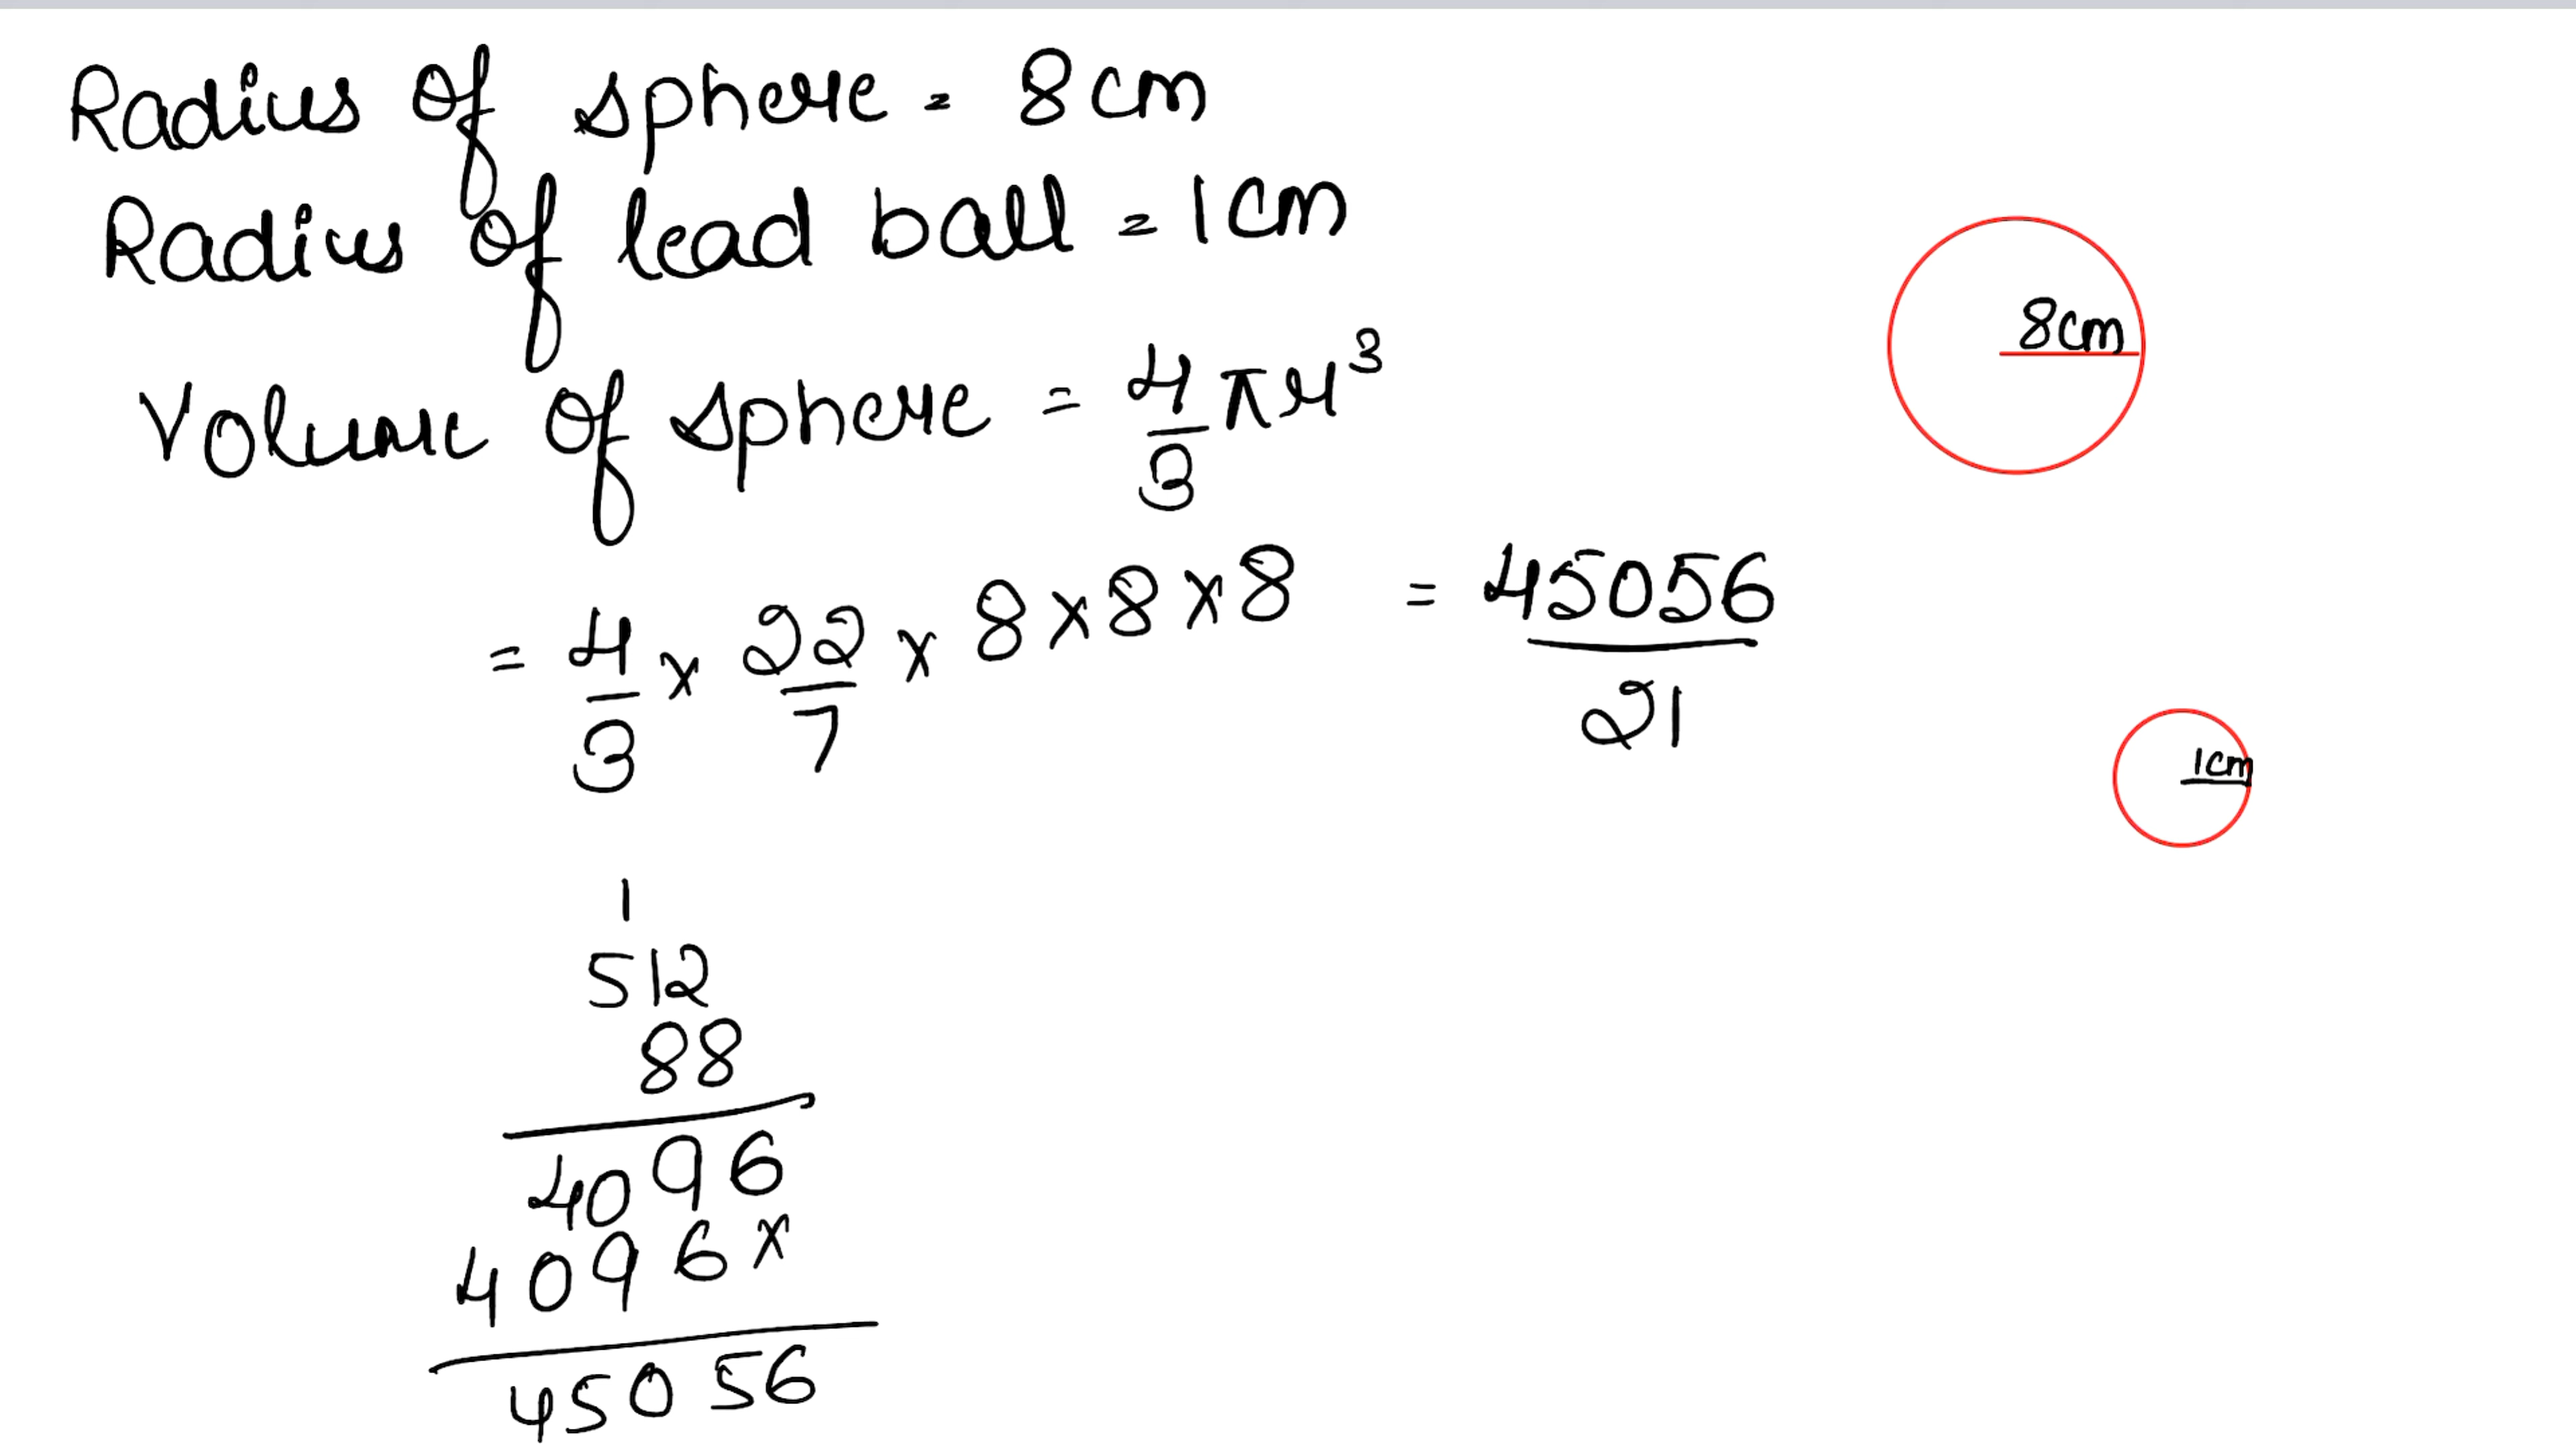 Radius of sphere = 8cm
Radius of lead ball = 1cm
Volume of sphere = 4/3 πr³
8cm
= 4/3 x 22/7 x 8x8x8 = 45056/21
1cm
1
512
88
4096
4096x
45056